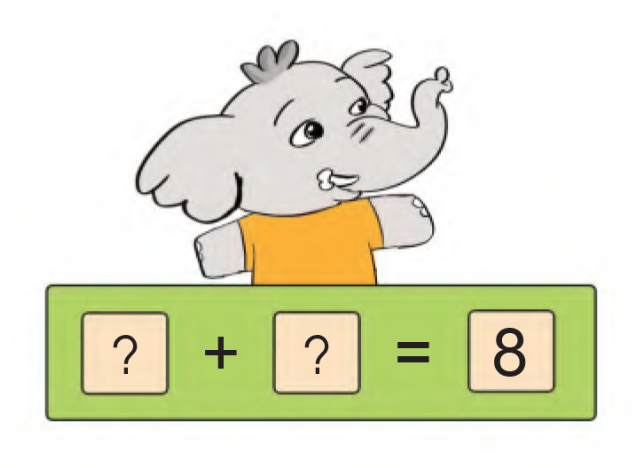 ? + ? = 8